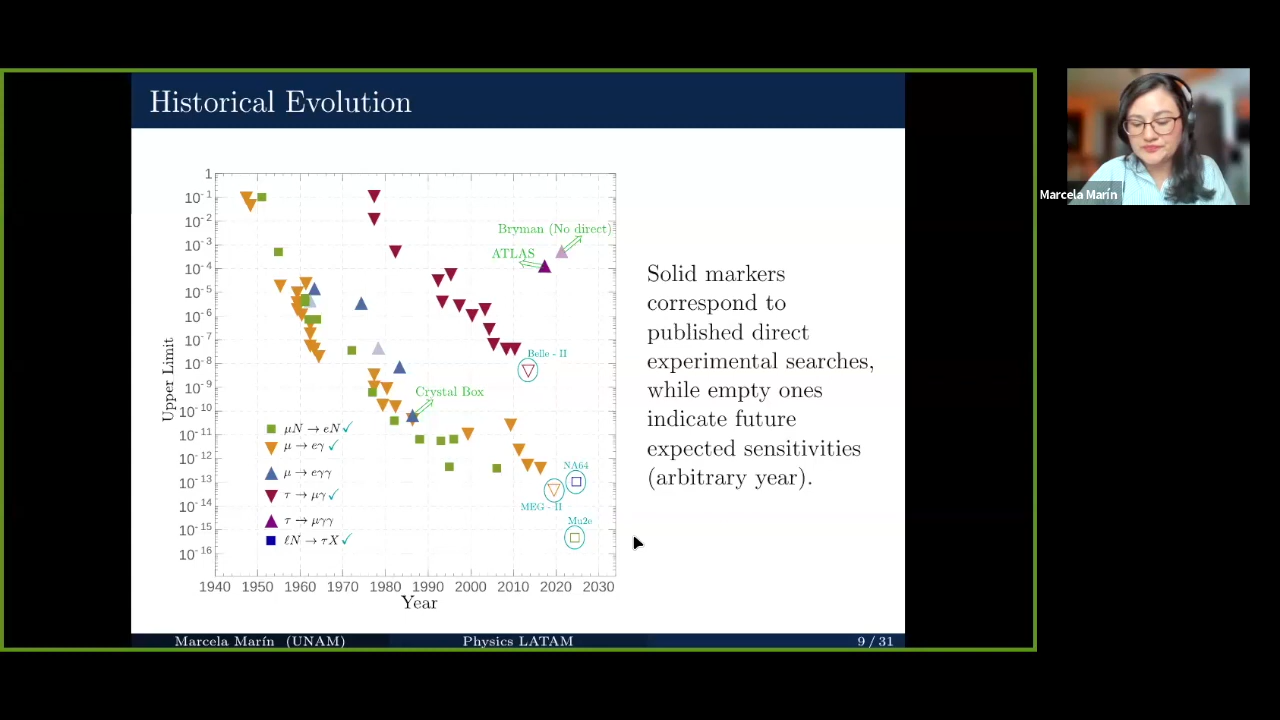 Historical Evolution
Marcela Marín
1
10^-1
10^-2
10^-3
10^-4
10^-5
10^-6
10^-7
10^-8
10^-9
10^-10
10^-11
10^-12
10^-13
10^-14
10^-15
10^-16
Upper Limit
Bryman (No direct)
ATLAS
Belle - II
Crystal Box
NA64
MEG - II
Mu2e
μN → eN ✓
μ → eγ ✓
μ → eγγ
τ → μγ ✓
τ → μγγ
ℓN → τX ✓
1940 1950 1960 1970 1980 1990 2000 2010 2020 2030
Year
Solid markers
correspond to
published direct
experimental searches,
while empty ones
indicate future
expected sensitivities
(arbitrary year).
Marcela Marín (UNAM) Physics LATAM 9 / 31